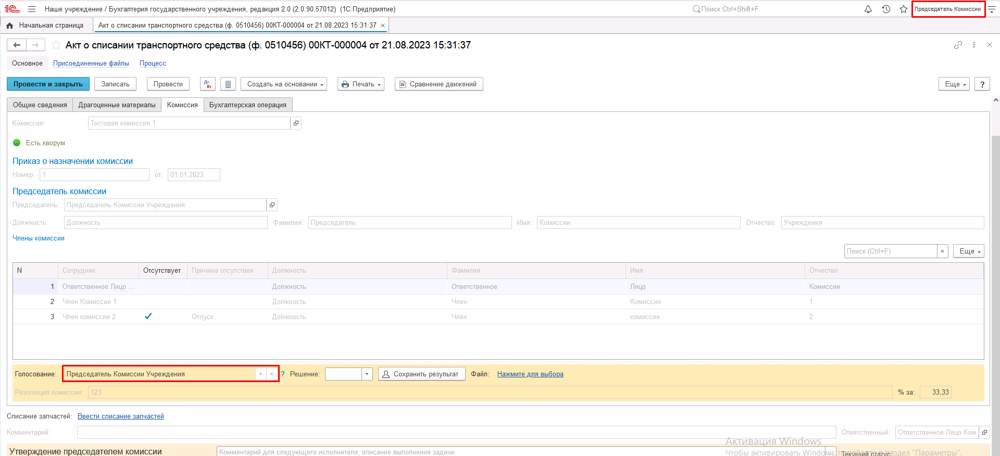 1С Наше учреждение / Бухгалтерия государственного учреждения, редакция 2.0 (2.0.90.57012) (1С:Предприятие) Поиск Ctrl+Shift+F Председатель Комиссии
Начальная страница Акт о списании транспортного средства (ф. 0510456) 00КТ-000004 от 21.08.2023 15:31:37 ×
Акт о списании транспортного средства (ф. 0510456) 00КТ-000004 от 21.08.2023 15:31:37
Основное Присоединенные файлы Процесс
Провести и закрыть Записать Провести Дт Кт Создать на основании Печать Сравнение движений Еще ?
Общие сведения Драгоценные материалы Комиссия Бухгалтерская операция
Комиссия: Тестовая комиссия 1
Есть кворум
Приказ о назначении комиссии
Номер: 1 от: 01.01.2023
Председатель комиссии
Председатель: Председатель Комиссии Учреждения
Должность: Должность Фамилия: Председатель Имя: Комиссии Отчество: Учреждения
Члены комиссии
Поиск (Ctrl+F) × Еще
N Сотрудник Отсутствует Причина отсутствия Должность Фамилия Имя Отчество
1 Ответственное Лицо ... Должность Ответственное Лицо Комиссии
2 Член Комиссии 1 Должность Член Комиссии 1
3 Член комиссии 2 Отпуск Должность Член комиссии 2
Голосование: Председатель Комиссии Учреждения × ? Решение: Сохранить результат Файл: Нажмите для выбора
Резолюция комиссии: 123 % за: 33,33
Списание запчастей: Ввести списание запчастей
Комментарий: Ответственный: Ответственное Лицо Ком
Активация Windows
Утверждение председателем комиссии Комментарий для следующего исполнителя, описание выполнения задачи Текущий статус
Чтобы активировать Windows, перейдите в раздел "Параметры".